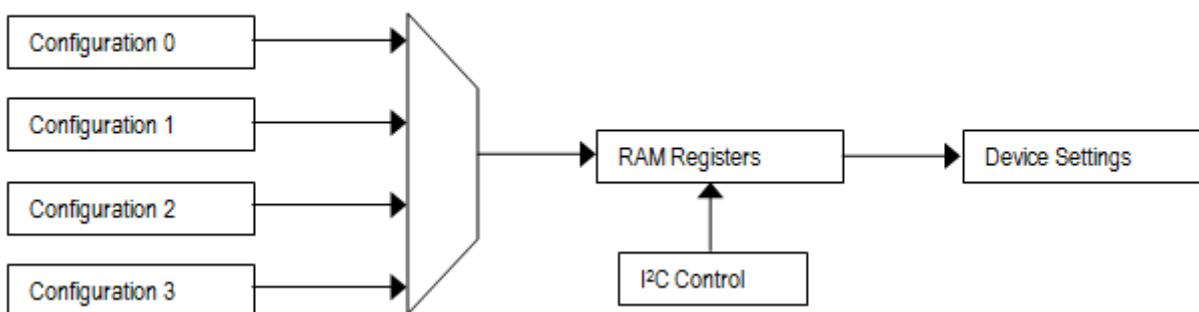 Configuration 0
Configuration 1
RAM Registers
Device Settings
Configuration 2
I²C Control
Configuration 3